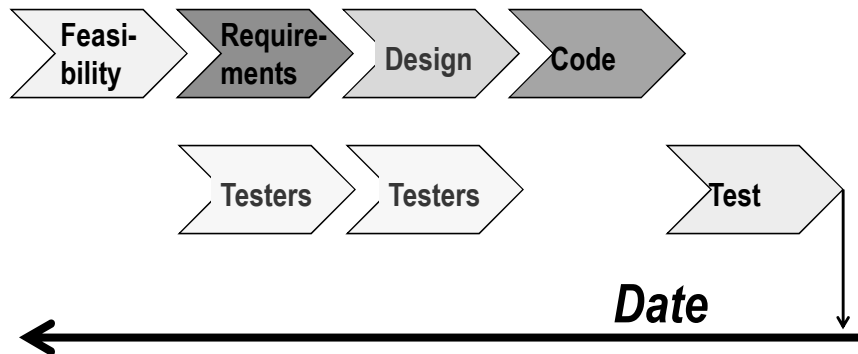 Feasi-
bility
Require-
ments
Design
Code
Testers
Testers
Test
Date